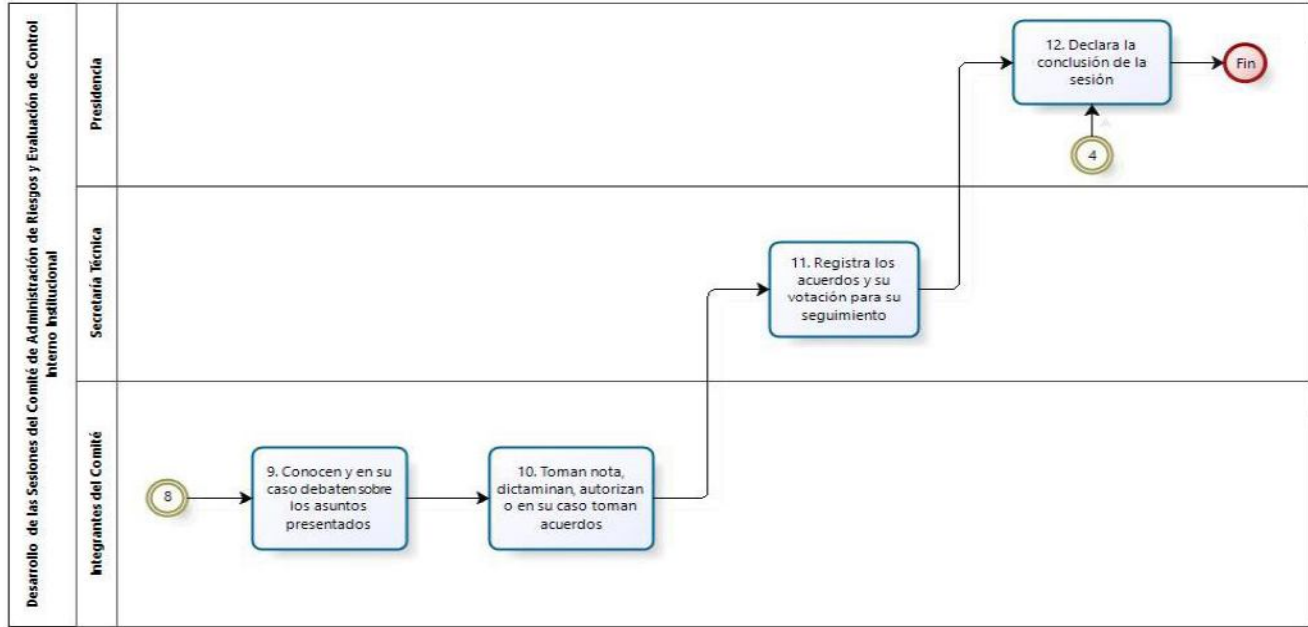 Desarrollo de las Sesiones del Comité de Administración de Riesgos y Evaluación de Control
Interno Institucional
Presidencia
12. Declara la
conclusión de la
sesión
Fin
4
Secretaría Técnica
11. Registra los
acuerdos y su
votación para su
seguimiento
Integrantes del Comité
8
9. Conocen y en su
caso debaten sobre
los asuntos
presentados
10. Toman nota,
dictaminan, autorizan
o en su caso toman
acuerdos